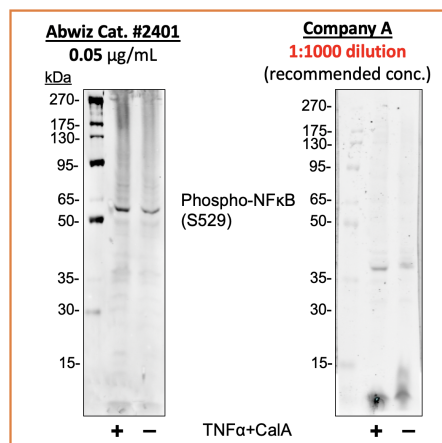 Abwiz Cat. #2401
0.05 µg/mL
kDa
270-
175-
130-
95-
65-
50-
35-
30-
15-
+ −
Phospho-NFκB
(S529)
TNFα+CalA
Company A
1:1000 dilution
(recommended conc.)
270-
175-
130-
95-
65-
50-
35-
30-
15-
+ −